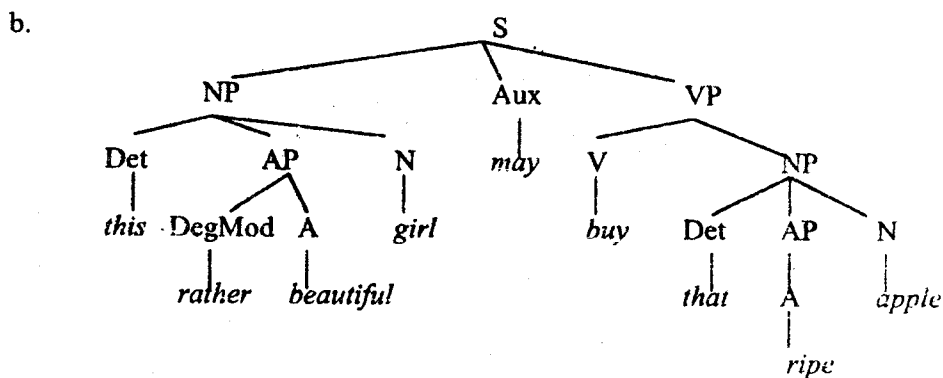 b. S
NP Aux VP
Det AP N may V NP
this DegMod A girl buy Det AP N
rather beautiful that A apple
ripe